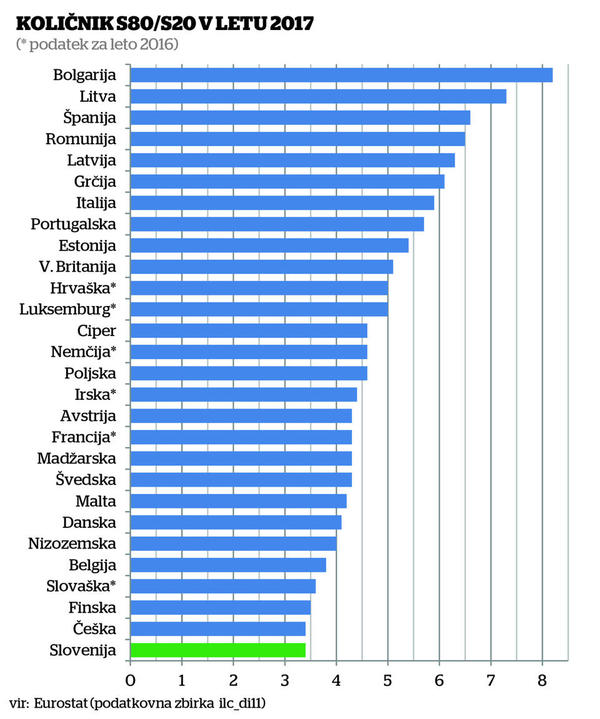 KOLIČNIK S80/S20 V LETU 2017
(* podatek za leto 2016)
Bolgarija
Litva
Španija
Romunija
Latvija
Grčija
Italija
Portugalska
Estonija
V. Britanija
Hrvaška*
Luksemburg*
Ciper
Nemčija*
Poljska
Irska*
Avstrija
Francija*
Madžarska
Švedska
Malta
Danska
Nizozemska
Belgija
Slovaška*
Finska
Češka
Slovenija
0 1 2 3 4 5 6 7 8
vir: Eurostat (podatkovna zbirka ilc_di11)